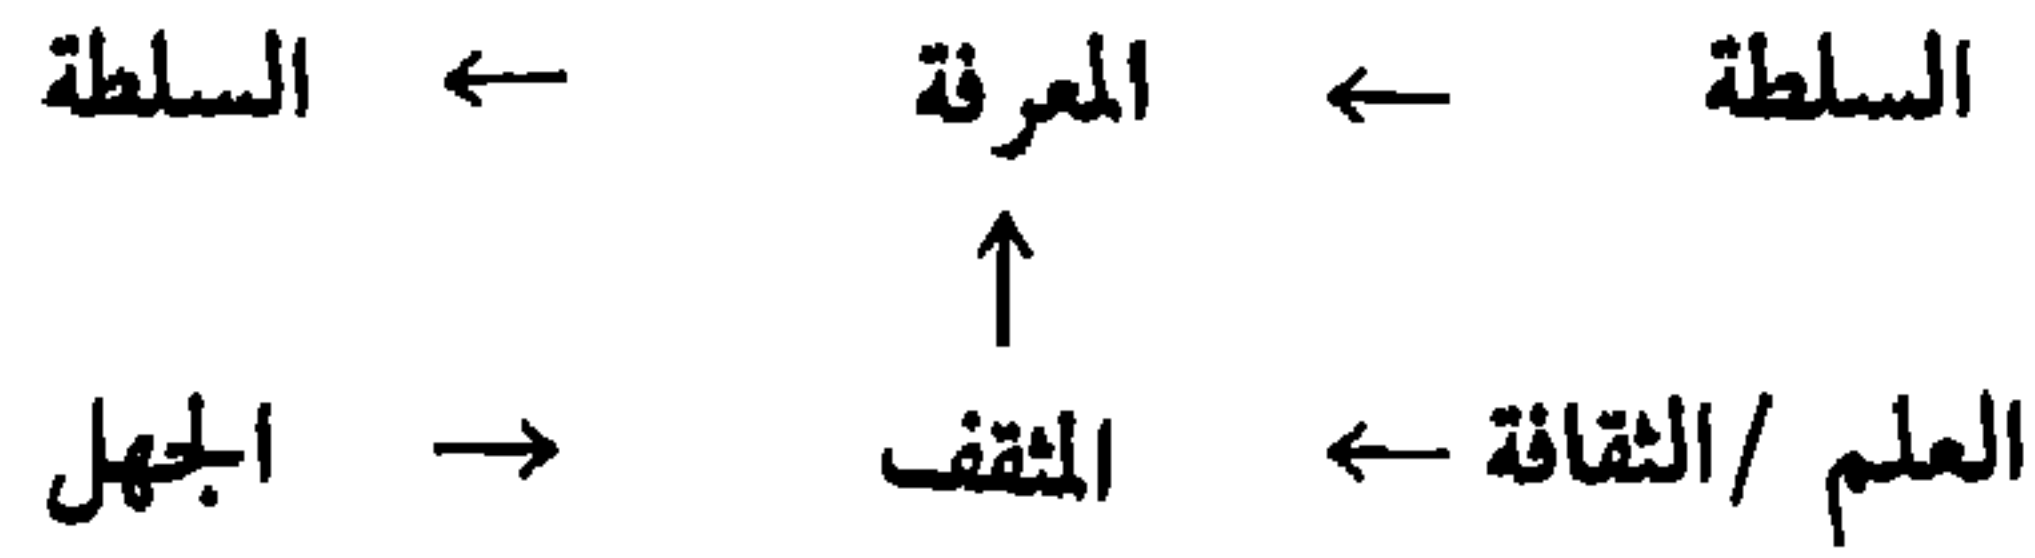 السلطة ← المعرفة ← السلطة
↑
العلم / الثقافة ← المثقف → الجهل